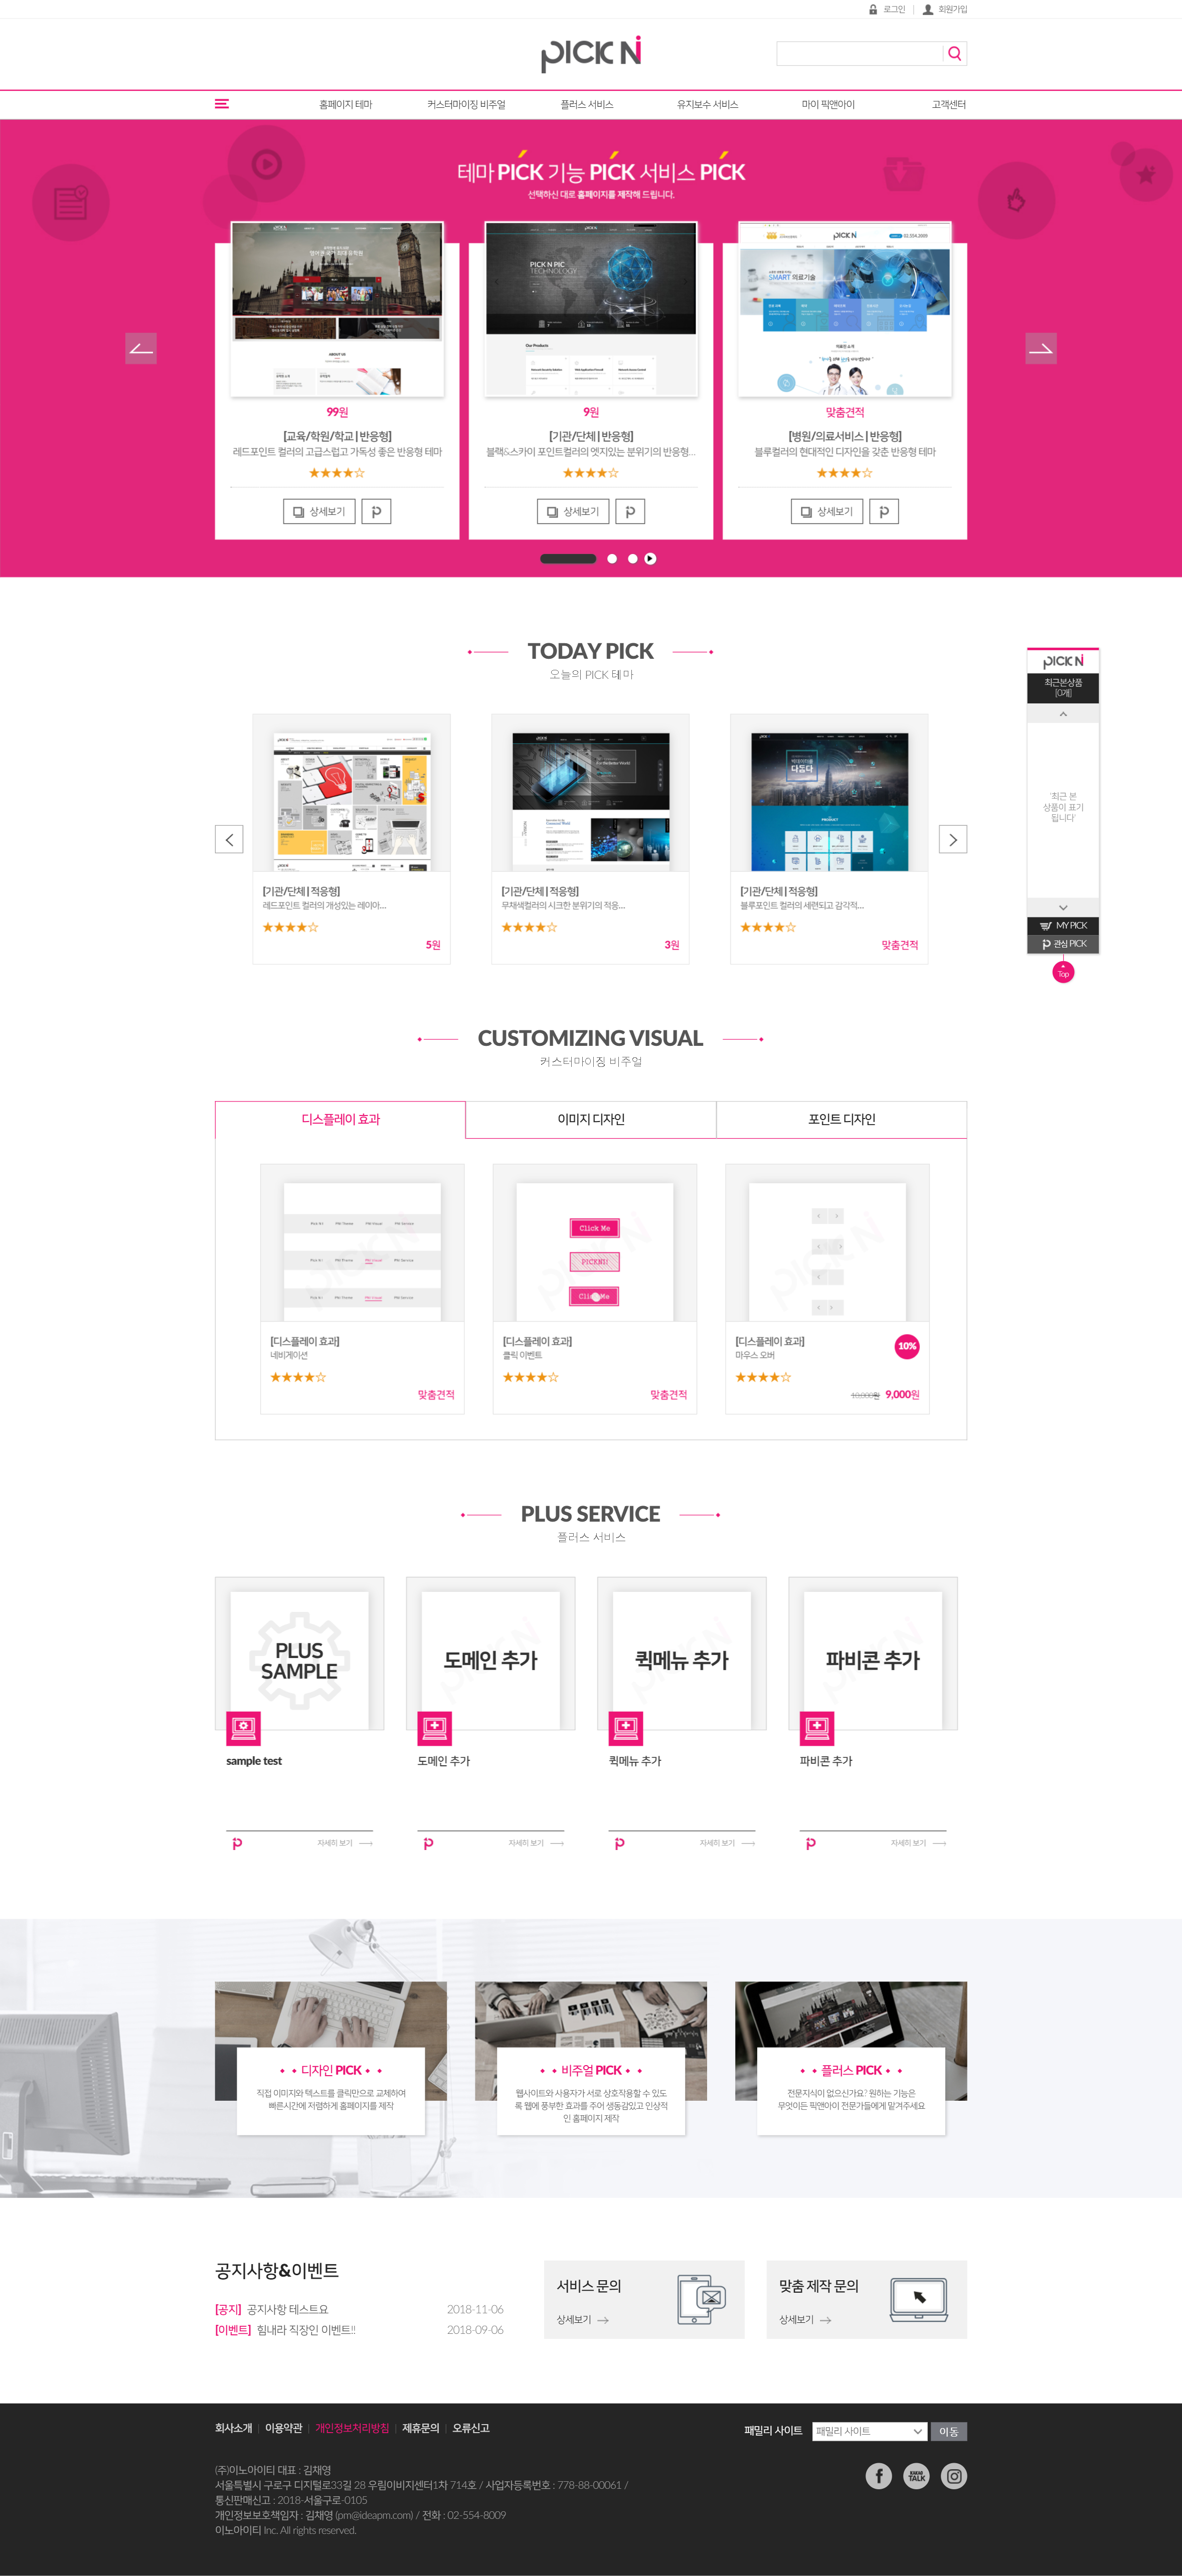 로그인
회원가입
PICK N
홈페이지 테마
커스터마이징 비주얼
플러스 서비스
유지보수 서비스
마이 픽앤아이
고객센터
테마 PICK 기능 PICK 서비스 PICK
선택하신 대로 홈페이지를 제작해 드립니다.
PICK N PIC
TECHNOLOGY
Our Products
ABOUT US
PICK N
02.554.2000
SMART 의료기술
99원
[교육/학원/학교 | 반응형]
레드포인트 컬러의 고급스럽고 가독성 좋은 반응형 테마
★★★★☆
상세보기
9원
[기관/단체 | 반응형]
블랙&스카이 포인트컬러의 엣지있는 분위기의 반응형...
★★★★☆
상세보기
맞춤견적
[병원/의료서비스 | 반응형]
블루컬러의 현대적인 디자인을 갖춘 반응형 테마
★★★★☆
상세보기
TODAY PICK
오늘의 PICK 테마
[기관/단체 | 적응형]
레드포인트 컬러의 개성있는 레이아...
★★★★☆
5원
[기관/단체 | 적응형]
무채색컬러의 시크한 분위기의 적응...
★★★★☆
3원
[기관/단체 | 적응형]
블루포인트 컬러의 세련되고 감각적...
★★★★☆
맞춤견적
PICK N
최근본상품
[0개]
'최근 본
상품이 표기
됩니다'
MY PICK
관심 PICK
Top
CUSTOMIZING VISUAL
커스터마이징 비주얼
디스플레이 효과
이미지 디자인
포인트 디자인
Click Me
PICKNI!
Click Me
[디스플레이 효과]
네비게이션
★★★★☆
맞춤견적
[디스플레이 효과]
클릭 이벤트
★★★★☆
맞춤견적
[디스플레이 효과]
마우스 오버
10%
★★★★☆
10,000원 9,000원
PLUS SERVICE
플러스 서비스
PLUS
SAMPLE
도메인 추가
퀵메뉴 추가
파비콘 추가
sample test
도메인 추가
퀵메뉴 추가
파비콘 추가
자세히 보기
자세히 보기
자세히 보기
자세히 보기
디자인 PICK
직접 이미지와 텍스트를 클릭만으로 교체하여
빠른시간에 저렴하게 홈페이지를 제작
비주얼 PICK
웹사이트와 사용자가 서로 상호작용할 수 있도
록 웹에 풍부한 효과를 주어 생동감있고 인상적
인 홈페이지 제작
플러스 PICK
전문지식이 없으신가요? 원하는 기능은
무엇이든 픽앤아이 전문가들에게 맡겨주세요
공지사항&이벤트
[공지] 공지사항 테스트요 2018-11-06
[이벤트] 힘내라 직장인 이벤트!! 2018-09-06
서비스 문의
상세보기
맞춤 제작 문의
상세보기
회사소개 | 이용약관 | 개인정보처리방침 | 제휴문의 | 오류신고
패밀리 사이트
패밀리 사이트
이동
(주)이노아이티 대표 : 김채영
서울특별시 구로구 디지털로33길 28 우림이비지센터1차 714호 / 사업자등록번호 : 778-88-00061 /
통신판매신고 : 2018-서울구로-0105
개인정보보호책임자 : 김채영 (pm@ideapm.com) / 전화 : 02-554-8009
이노아이티 Inc. All rights reserved.
KAKAO
TALK